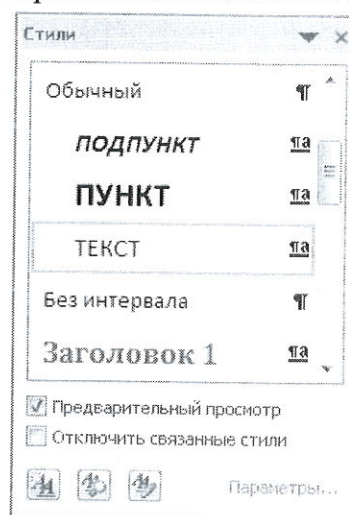 Стили
Обычный ¶
ПОДПУНКТ ¶a
ПУНКТ ¶a
ТЕКСТ ¶a
Без интервала ¶
Заголовок 1 ¶a
Предварительный просмотр
Отключить связанные стили
Параметры...